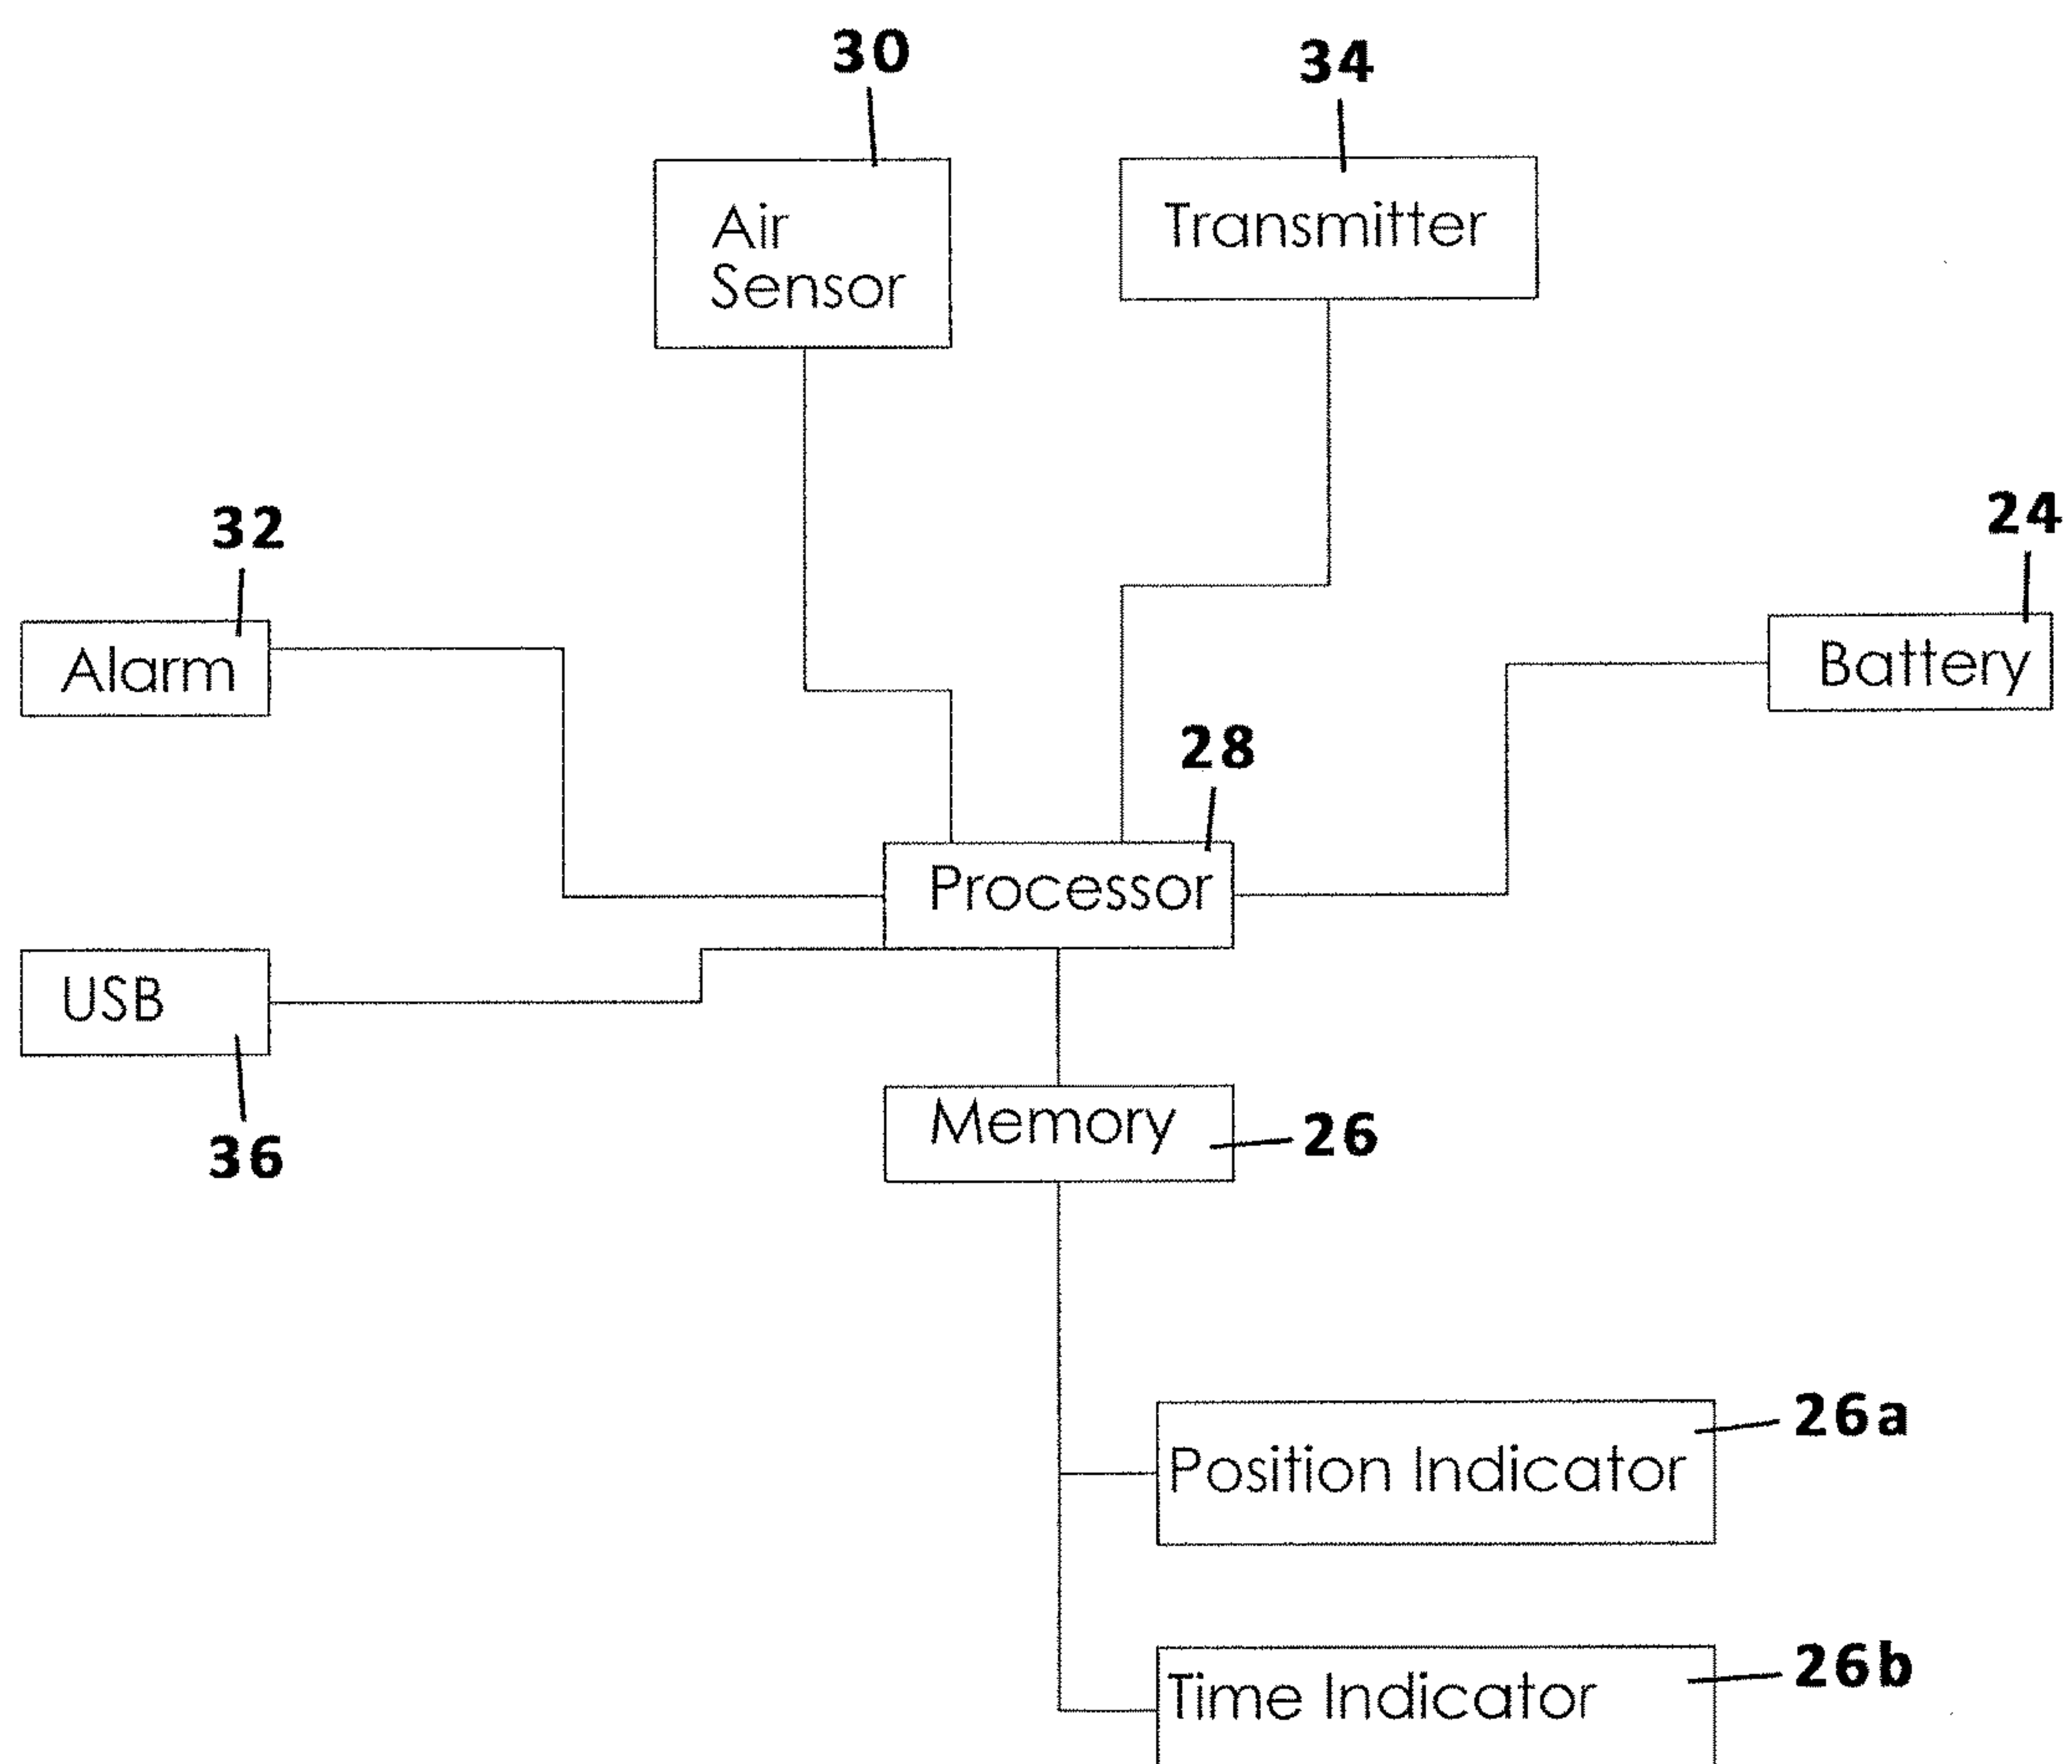 30
34
Air
Sensor
Transmitter
32
24
Alarm
Battery
28
Processor
USB
36
Memory
26
26a
Position Indicator
26b
Time Indicator